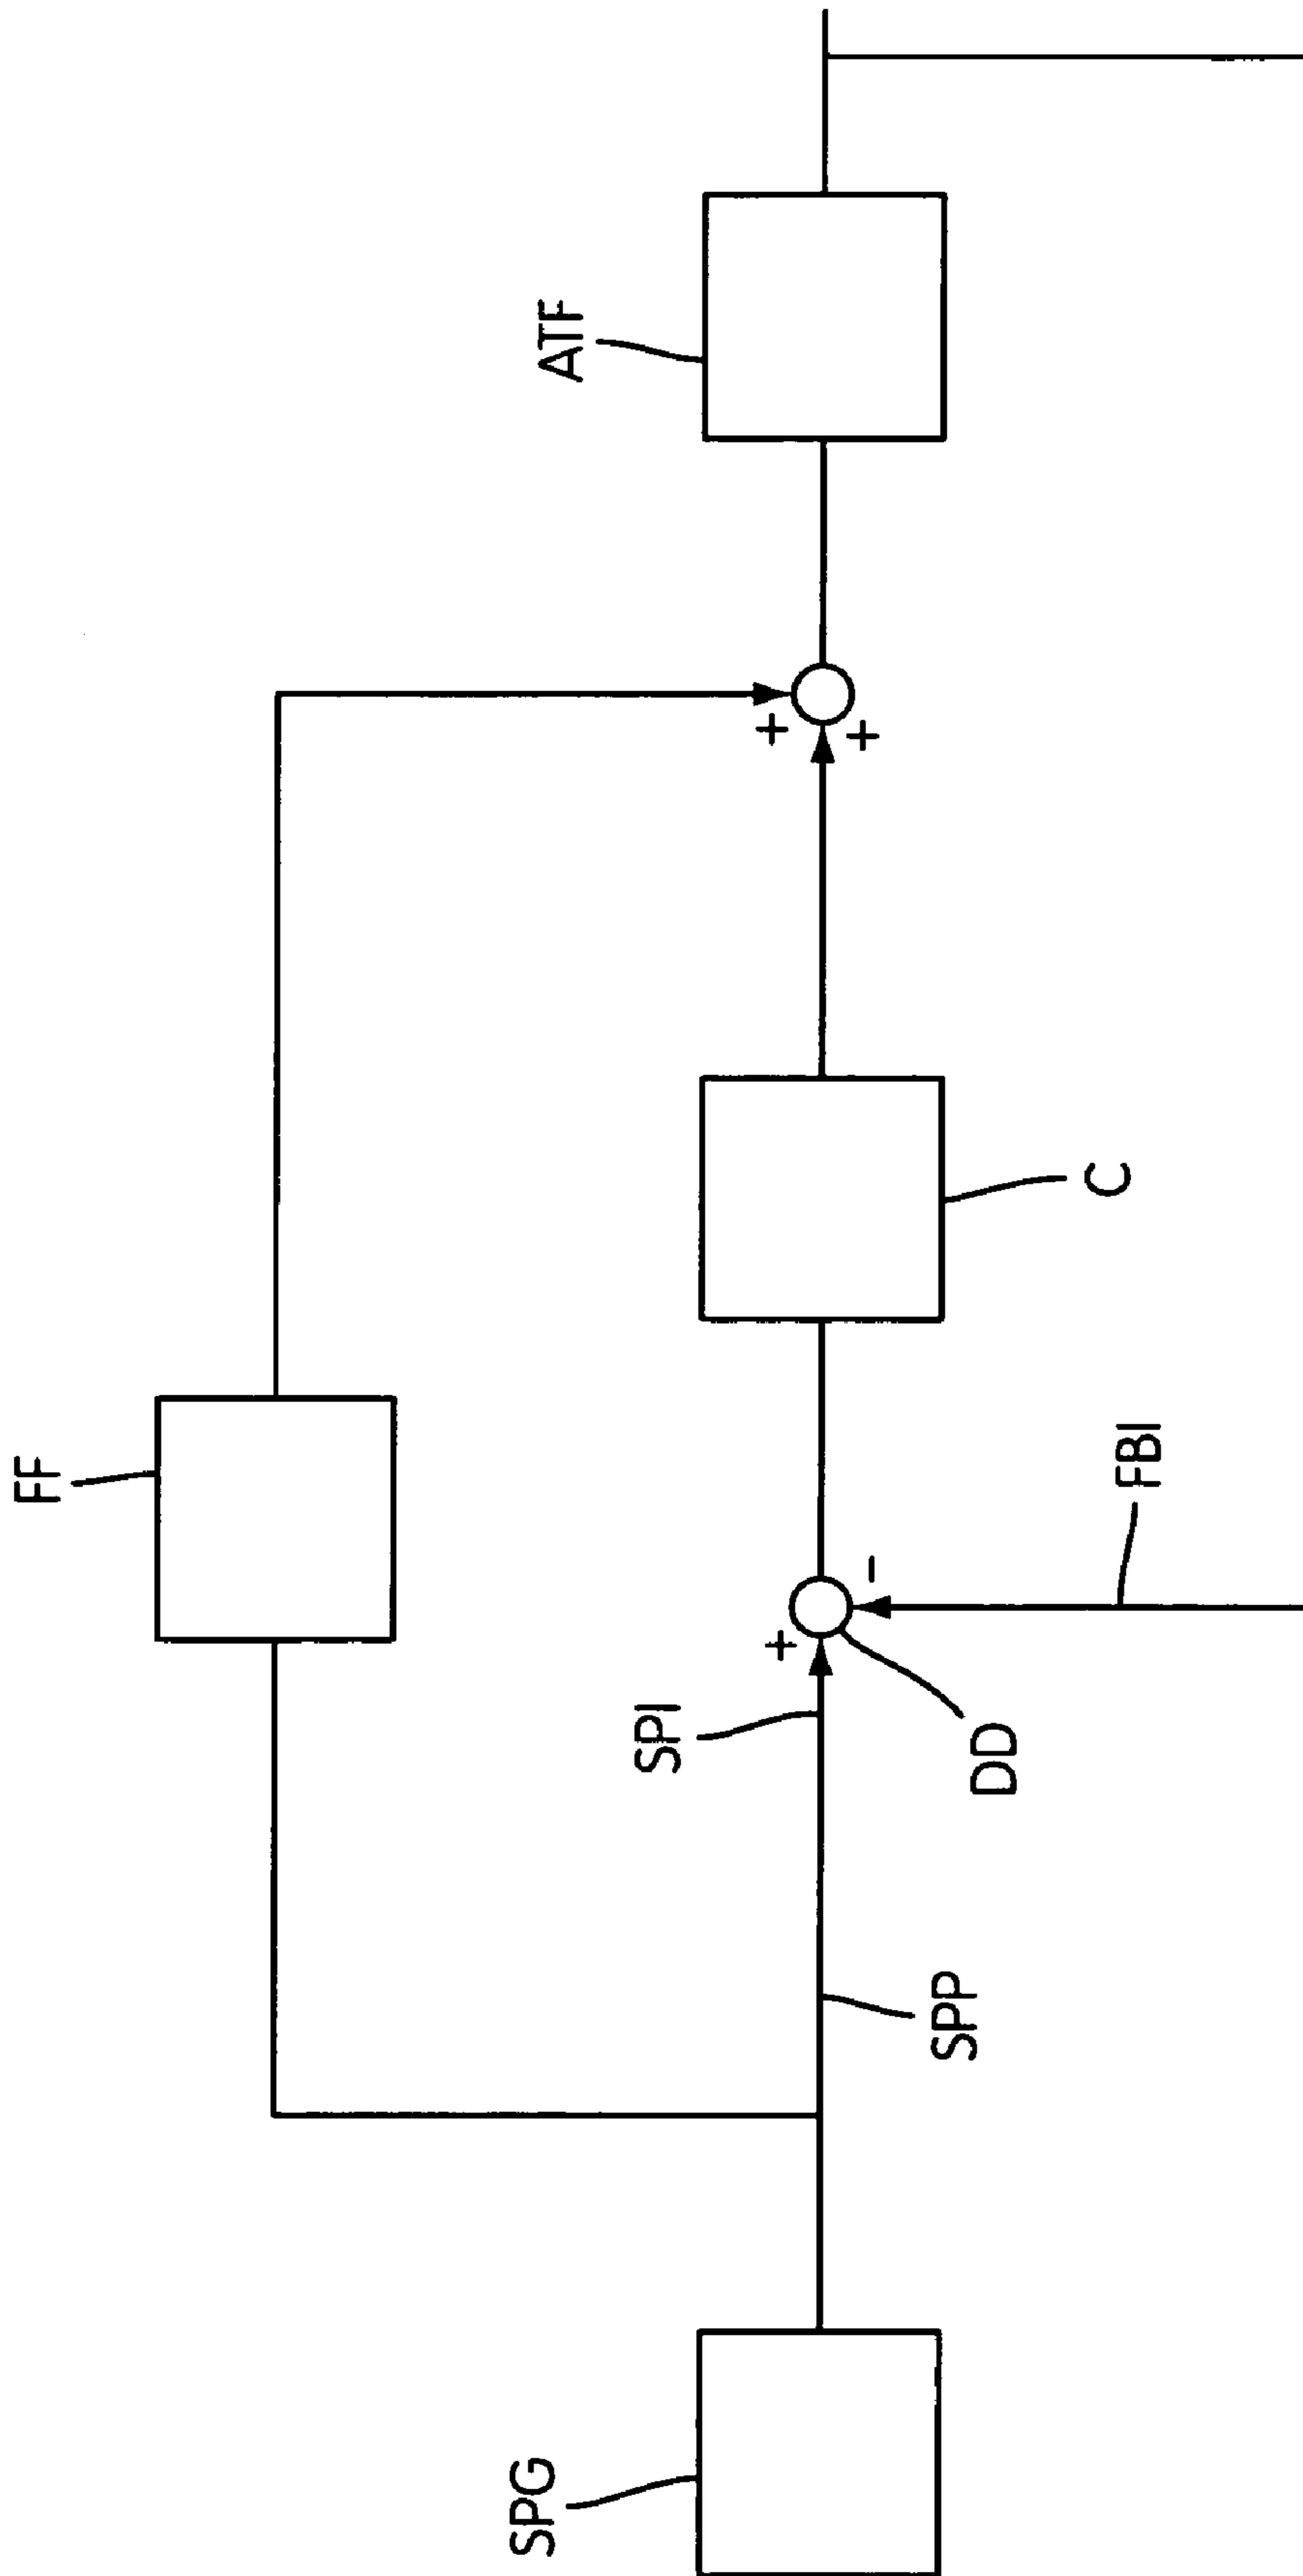 FF
ATF
SPG
SPI
+
+
+
-
SPP
DD
FBI
C